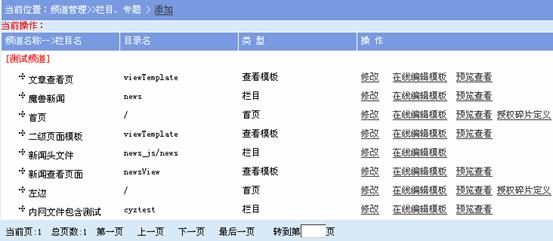 当前位置：频道管理>>栏目、专题 > 添加
当前操作：
频道名称-->栏目名 目录名 类 型 操 作
[测试频道]
文章查看页 viewTemplate 查看模板 修改 在线编辑模板 预览查看
魔兽新闻 news 栏目 修改 在线编辑模板 预览查看
首页 / 首页 修改 在线编辑模板 预览查看 授权碎片定义
二级页面模板 viewTemplate 查看模板 修改 在线编辑模板 预览查看
新闻头文件 news_js/news 栏目 修改 在线编辑模板
新闻查看页面 newsView 查看模板 修改 在线编辑模板 预览查看
左边 / 首页 修改 在线编辑模板 预览查看 授权碎片定义
内网文件包含测试 cyztest 栏目 修改 在线编辑模板 预览查看
当前页:1 总页数:1 第一页 上一页 下一页 最后一页 转到第 页